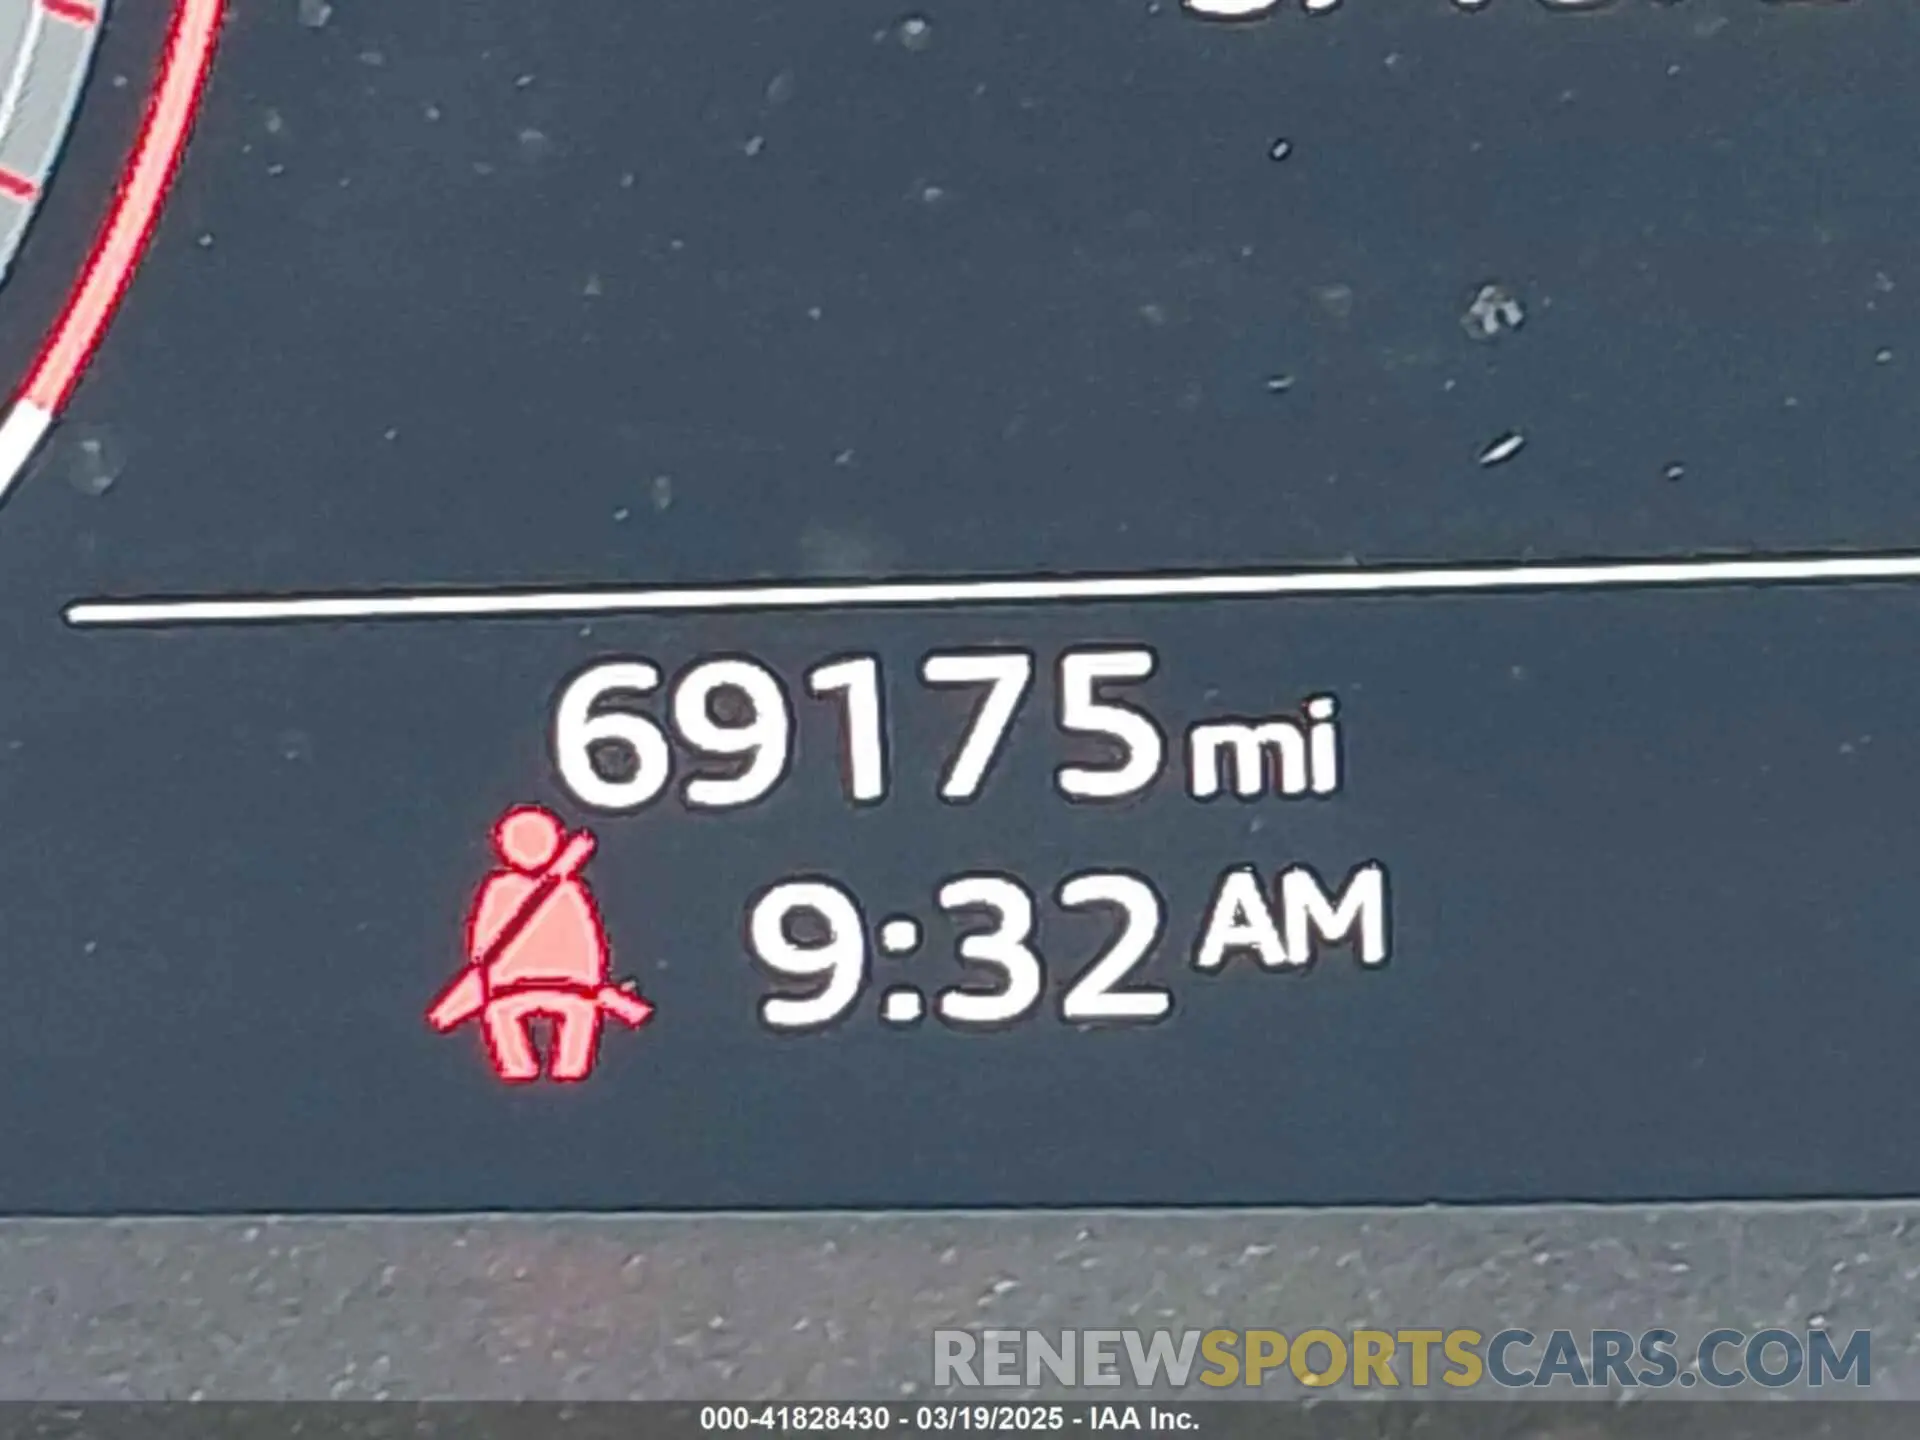 69175 mi
9:32 AM
RENEWSPORTSCARS.COM
000-41828430 - 03/19/2025 - IAA Inc.